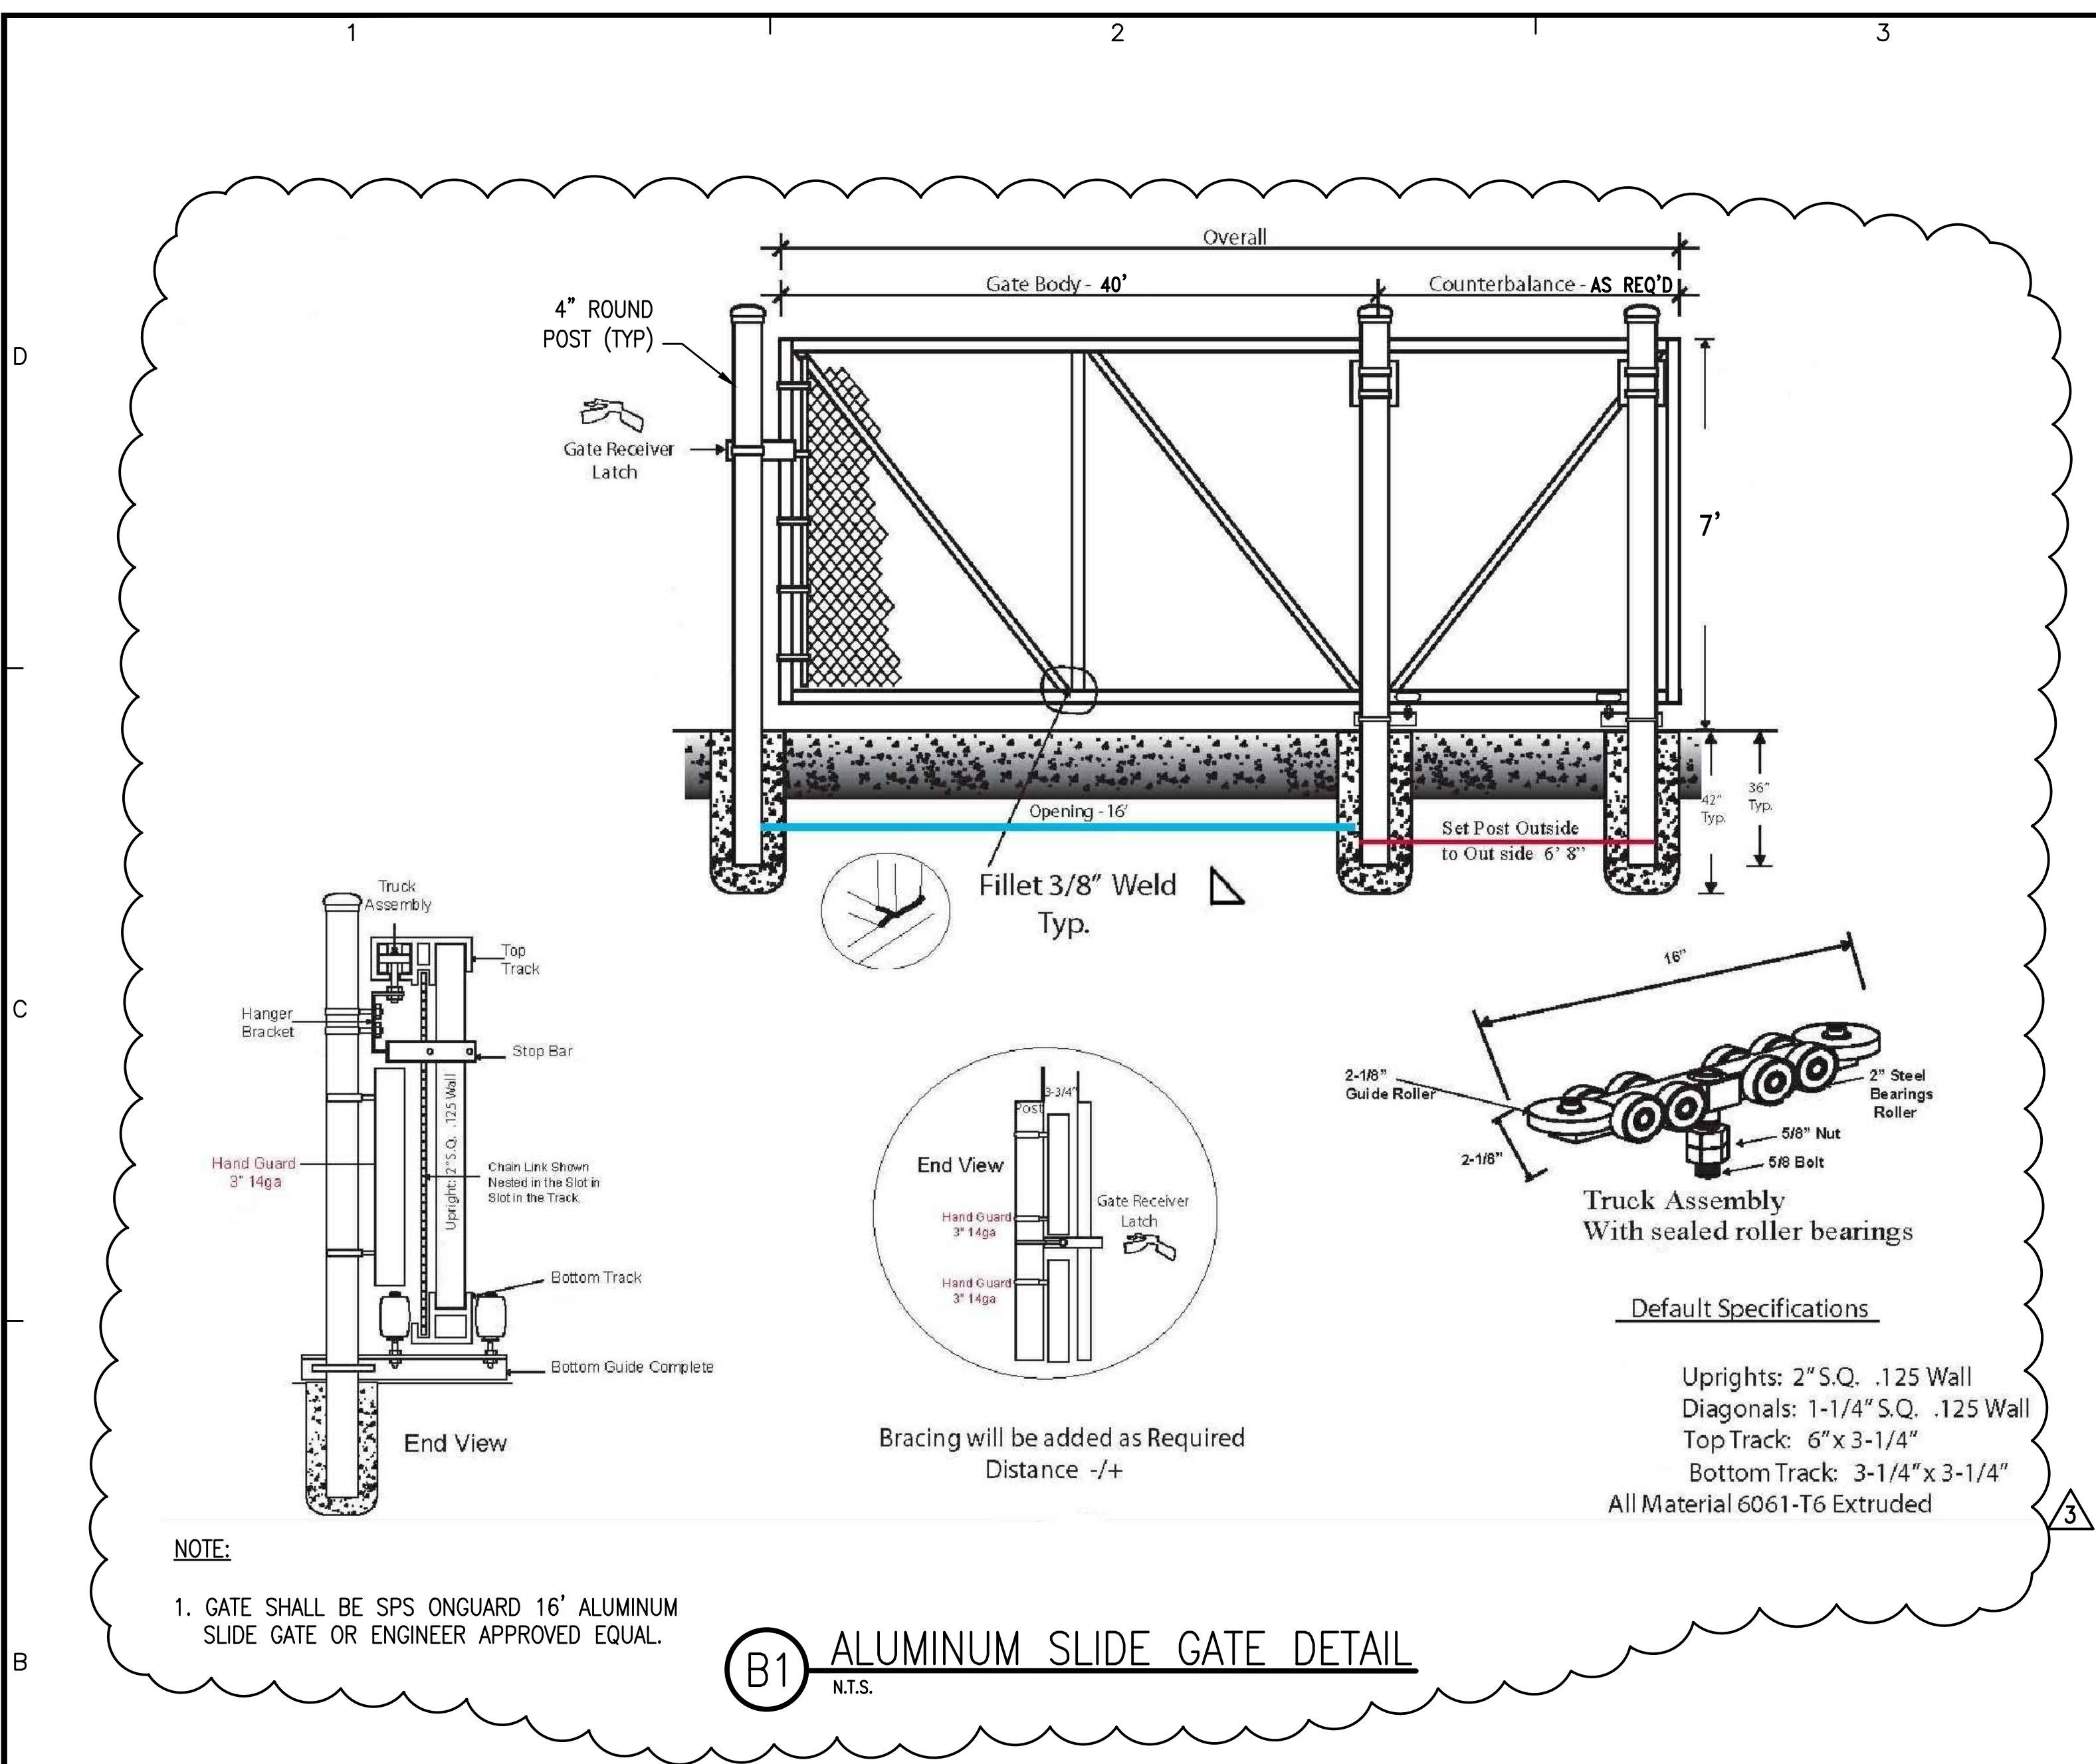 1
2
3
D
C
B
Overall
Gate Body - 40'
Counterbalance - AS REQ'D
4" ROUND
POST (TYP)
Gate Receiver
Latch
7'
42"
Typ.
36"
Typ.
Opening - 16'
Set Post Outside
to Out side 6' 8"
Fillet 3/8" Weld
Typ.
Truck
Assembly
Top
Track
Hanger
Bracket
Stop Bar
Upright: 2"S.Q. .125 Wall
Hand Guard
3" 14ga
Chain Link Shown
Nested in the Slot in
Slot in the Track.
Bottom Track
Bottom Guide Complete
End View
3-3/4"
Post
End View
Hand Guard
3" 14ga
Gate Receiver
Latch
Hand Guard
3" 14ga
Bracing will be added as Required
Distance -/+
16"
2-1/8"
Guide Roller
2" Steel
Bearings
Roller
5/8" Nut
5/8 Bolt
2-1/8"
Truck Assembly
With sealed roller bearings
Default Specifications
Uprights: 2"S.Q. .125 Wall
Diagonals: 1-1/4"S.Q. .125 Wall
Top Track: 6"x 3-1/4"
Bottom Track: 3-1/4"x 3-1/4"
All Material 6061-T6 Extruded
3
NOTE:
1. GATE SHALL BE SPS ONGUARD 16' ALUMINUM
SLIDE GATE OR ENGINEER APPROVED EQUAL.
B1
ALUMINUM SLIDE GATE DETAIL
N.T.S.